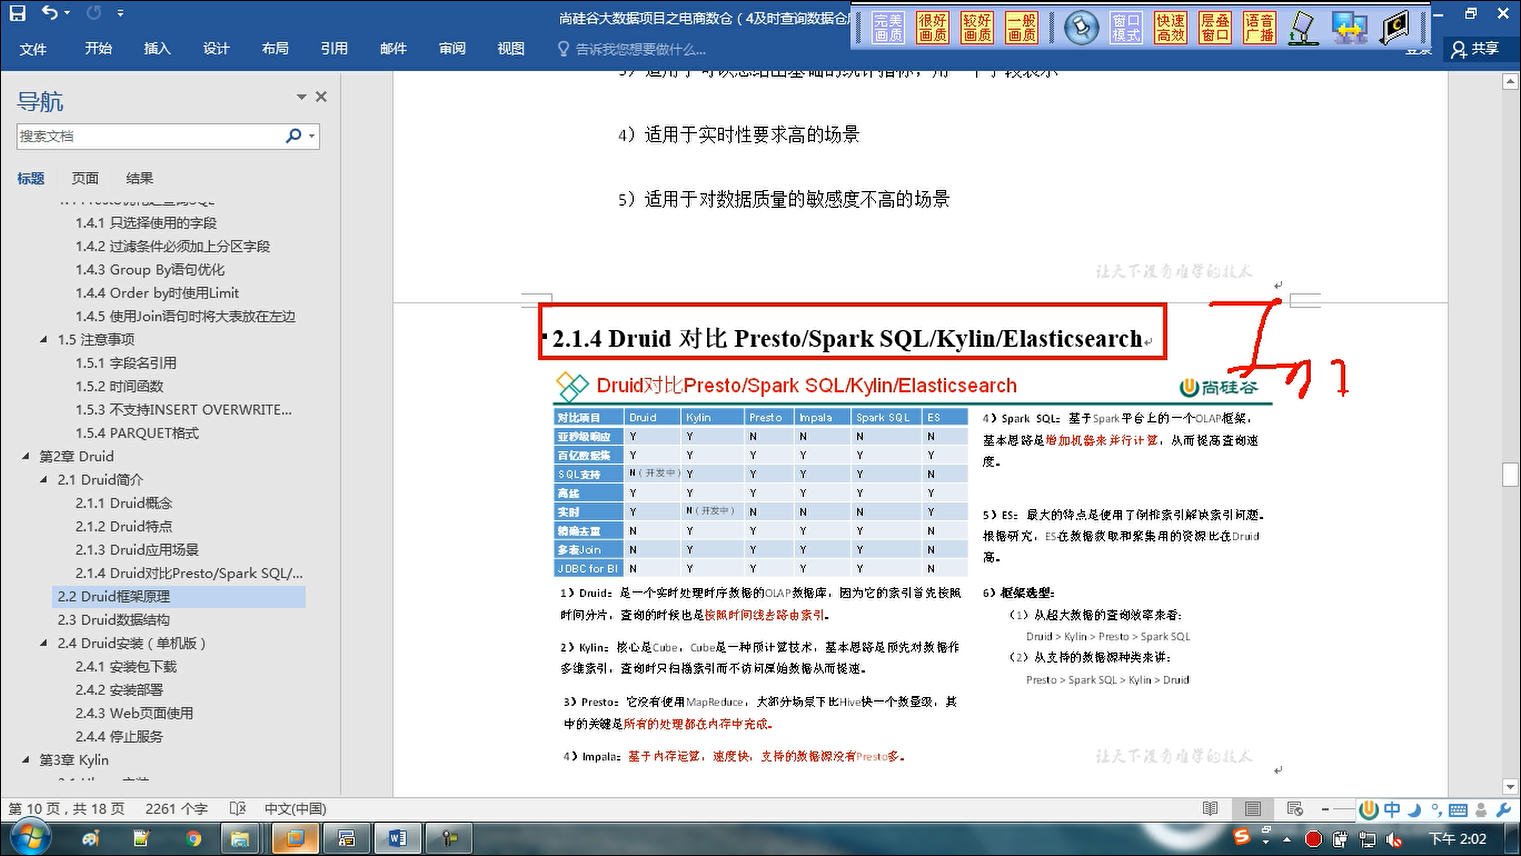 尚硅谷大数据项目之电商数仓（4及时查询数据仓
完美画质 很好画质 较好画质 一般画质 窗口模式 快速高效 层叠窗口 语音广播
文件 开始 插入 设计 布局 引用 邮件 审阅 视图 告诉我您想要做什么... 登录 共享
导航
搜索文档
标题 页面 结果
1.4.1 只选择使用的字段
1.4.2 过滤条件必须加上分区字段
1.4.3 Group By语句优化
1.4.4 Order by时使用Limit
1.4.5 使用Join语句时将大表放在左边
1.5 注意事项
1.5.1 字段名引用
1.5.2 时间函数
1.5.3 不支持INSERT OVERWRITE...
1.5.4 PARQUET格式
第2章 Druid
2.1 Druid简介
2.1.1 Druid概念
2.1.2 Druid特点
2.1.3 Druid应用场景
2.1.4 Druid对比Presto/Spark SQL/...
2.2 Druid框架原理
2.3 Druid数据结构
2.4 Druid安装（单机版）
2.4.1 安装包下载
2.4.2 安装部署
2.4.3 Web页面使用
2.4.4 停止服务
第3章 Kylin
4）适用于实时性要求高的场景
5）适用于对数据质量的敏感度不高的场景
让天下没有难学的技术
2.1.4 Druid 对比 Presto/Spark SQL/Kylin/Elasticsearch
Druid对比Presto/Spark SQL/Kylin/Elasticsearch
尚硅谷
对比项目 Druid Kylin Presto Impala Spark SQL ES
亚秒级响应 Y Y N N N N
百亿数据集 Y Y Y Y Y Y
SQL支持 N（开发中） Y Y Y Y N
离线 Y Y Y Y Y Y
实时 Y N（开发中） N N N Y
精确去重 N Y Y Y Y N
多表Join N Y Y Y Y N
JDBC for BI N Y Y Y Y N
1）Druid：是一个实时处理时序数据的OLAP数据库，因为它的索引首先按照
时间分片，查询的时候也是按照时间线去路由索引。
2）Kylin：核心是Cube，Cube是一种预计算技术，基本思路是预先对数据作
多维索引，查询时只扫描索引而不访问原始数据从而提速。
3）Presto：它没有使用MapReduce，大部分场景下比Hive快一个数量级，其
中的关键是所有的处理都在内存中完成。
4）Impala：基于内存运算，速度快，支持的数据源没有Presto多。
4）Spark SQL：基于Spark平台上的一个OLAP框架，
基本思路是增加机器来并行计算，从而提高查询速
度。
5）ES：最大的特点是使用了倒排索引解决索引问题。
根据研究，ES在数据获取和聚集用的资源比在Druid
高。
6）框架选型：
（1）从超大数据的查询效率来看：
Druid > Kylin > Presto > Spark SQL
（2）从支持的数据源种类来讲：
Presto > Spark SQL > Kylin > Druid
让天下没有难学的技术
第 10 页，共 18 页 2261 个字 中文(中国)
中
下午 2:02